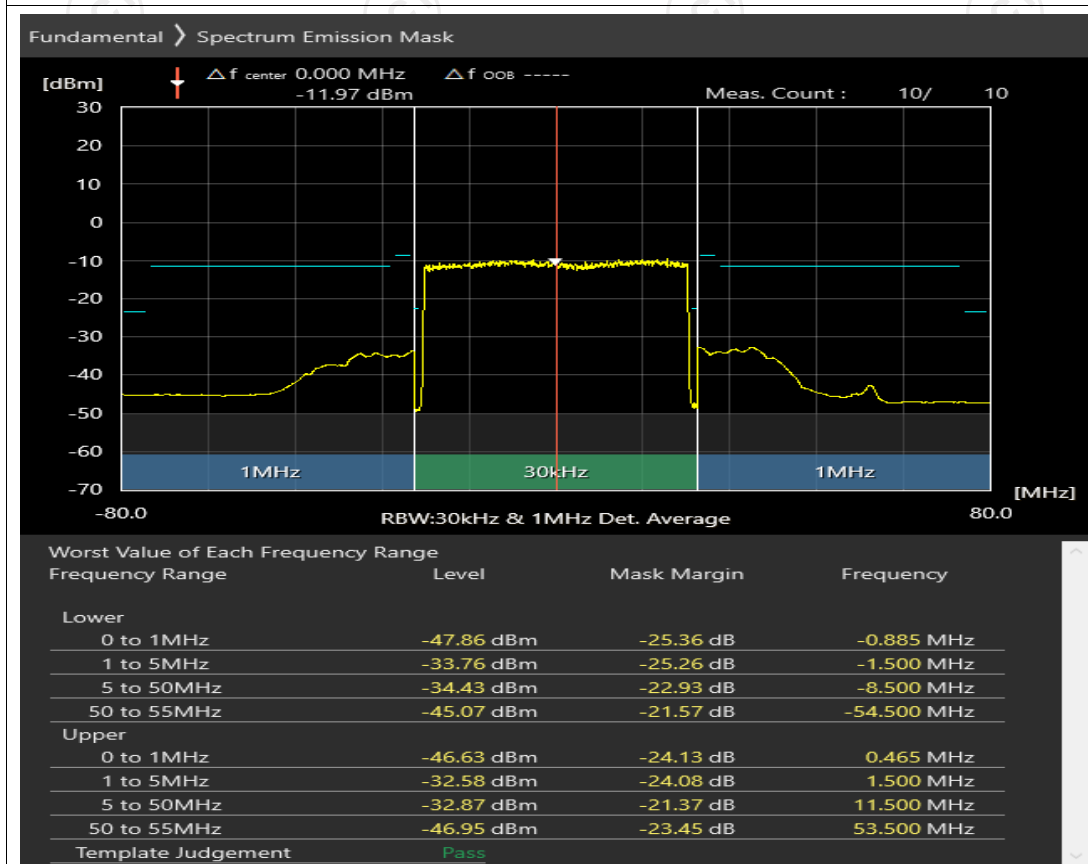 Fundamental ❯ Spectrum Emission Mask
Δf center 0.000 MHz Δf OOB -----
[dBm] -11.97 dBm Meas. Count : 10/ 10
30
20
10
0
-10
-20
-30
-40
-50
-60
1MHz 30kHz 1MHz
-70
[MHz]
-80.0 RBW:30kHz & 1MHz Det. Average 80.0
Worst Value of Each Frequency Range
Frequency Range Level Mask Margin Frequency
Lower
0 to 1MHz -47.86 dBm -25.36 dB -0.885 MHz
1 to 5MHz -33.76 dBm -25.26 dB -1.500 MHz
5 to 50MHz -34.43 dBm -22.93 dB -8.500 MHz
50 to 55MHz -45.07 dBm -21.57 dB -54.500 MHz
Upper
0 to 1MHz -46.63 dBm -24.13 dB 0.465 MHz
1 to 5MHz -32.58 dBm -24.08 dB 1.500 MHz
5 to 50MHz -32.87 dBm -21.37 dB 11.500 MHz
50 to 55MHz -46.95 dBm -23.45 dB 53.500 MHz
Template Judgement Pass